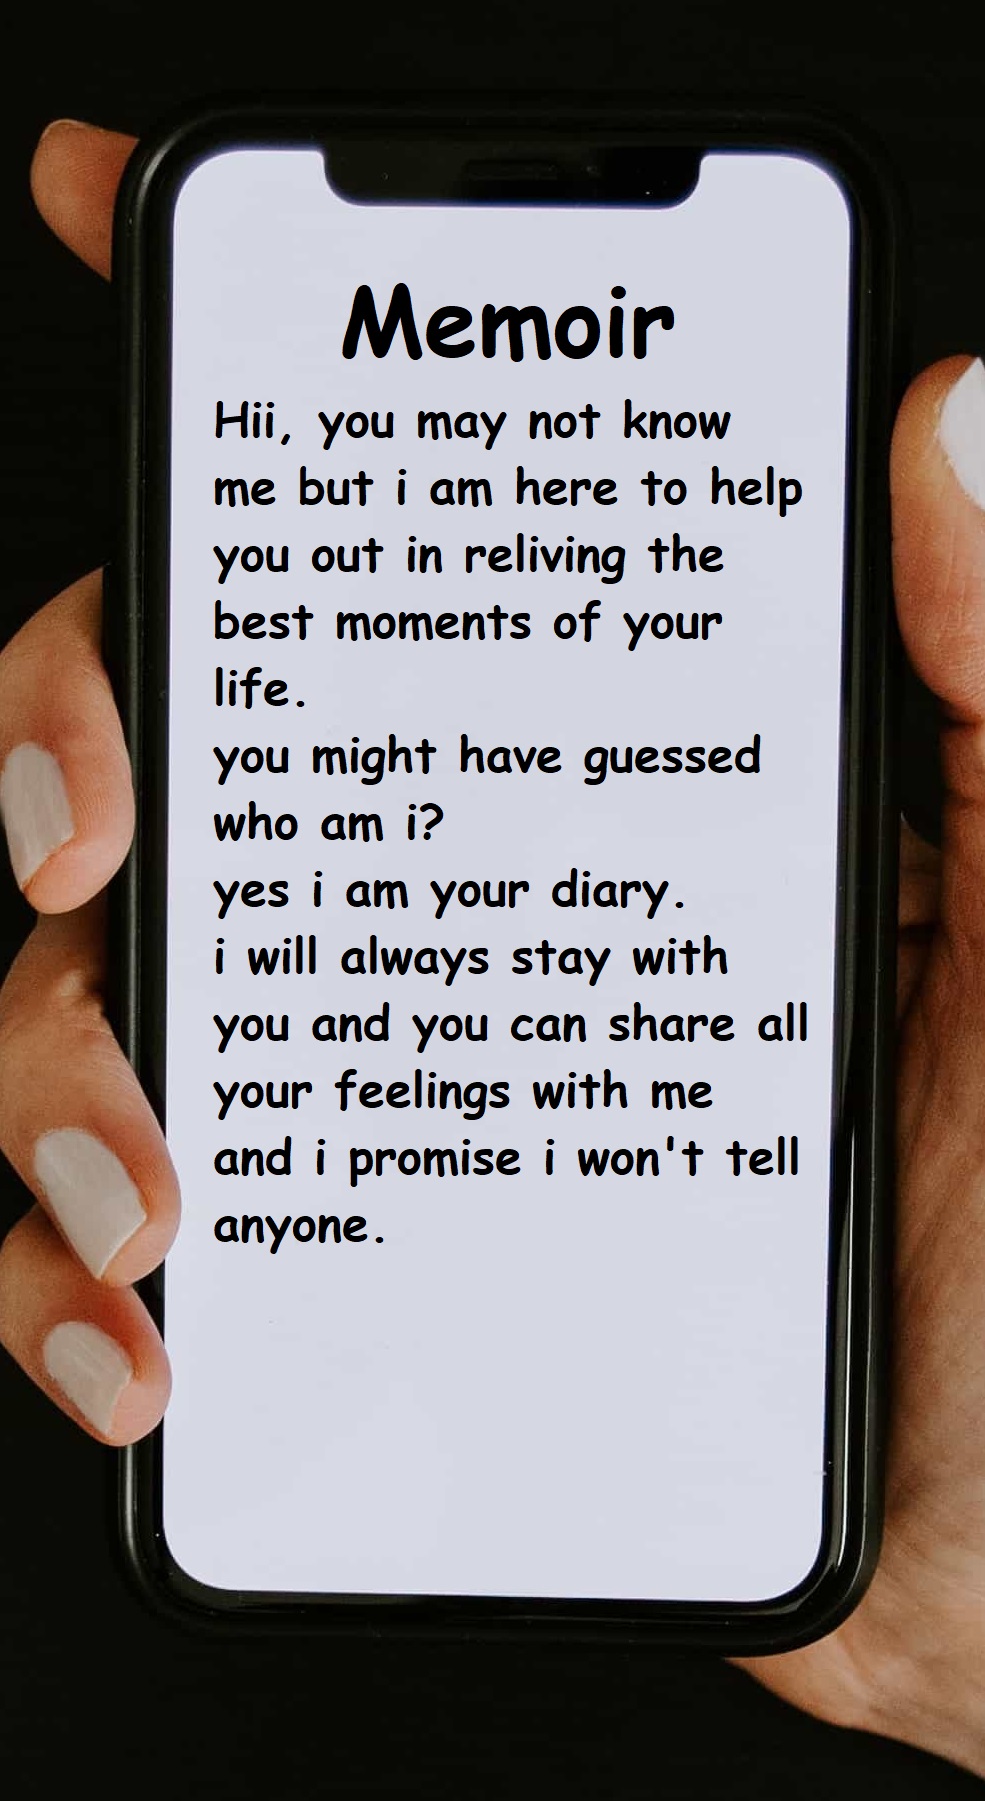 Memoir
Hii, you may not know
me but i am here to help
you out in reliving the
best moments of your
life.
you might have guessed
who am i?
yes i am your diary.
i will always stay with
you and you can share all
your feelings with me
and i promise i won't tell
anyone.